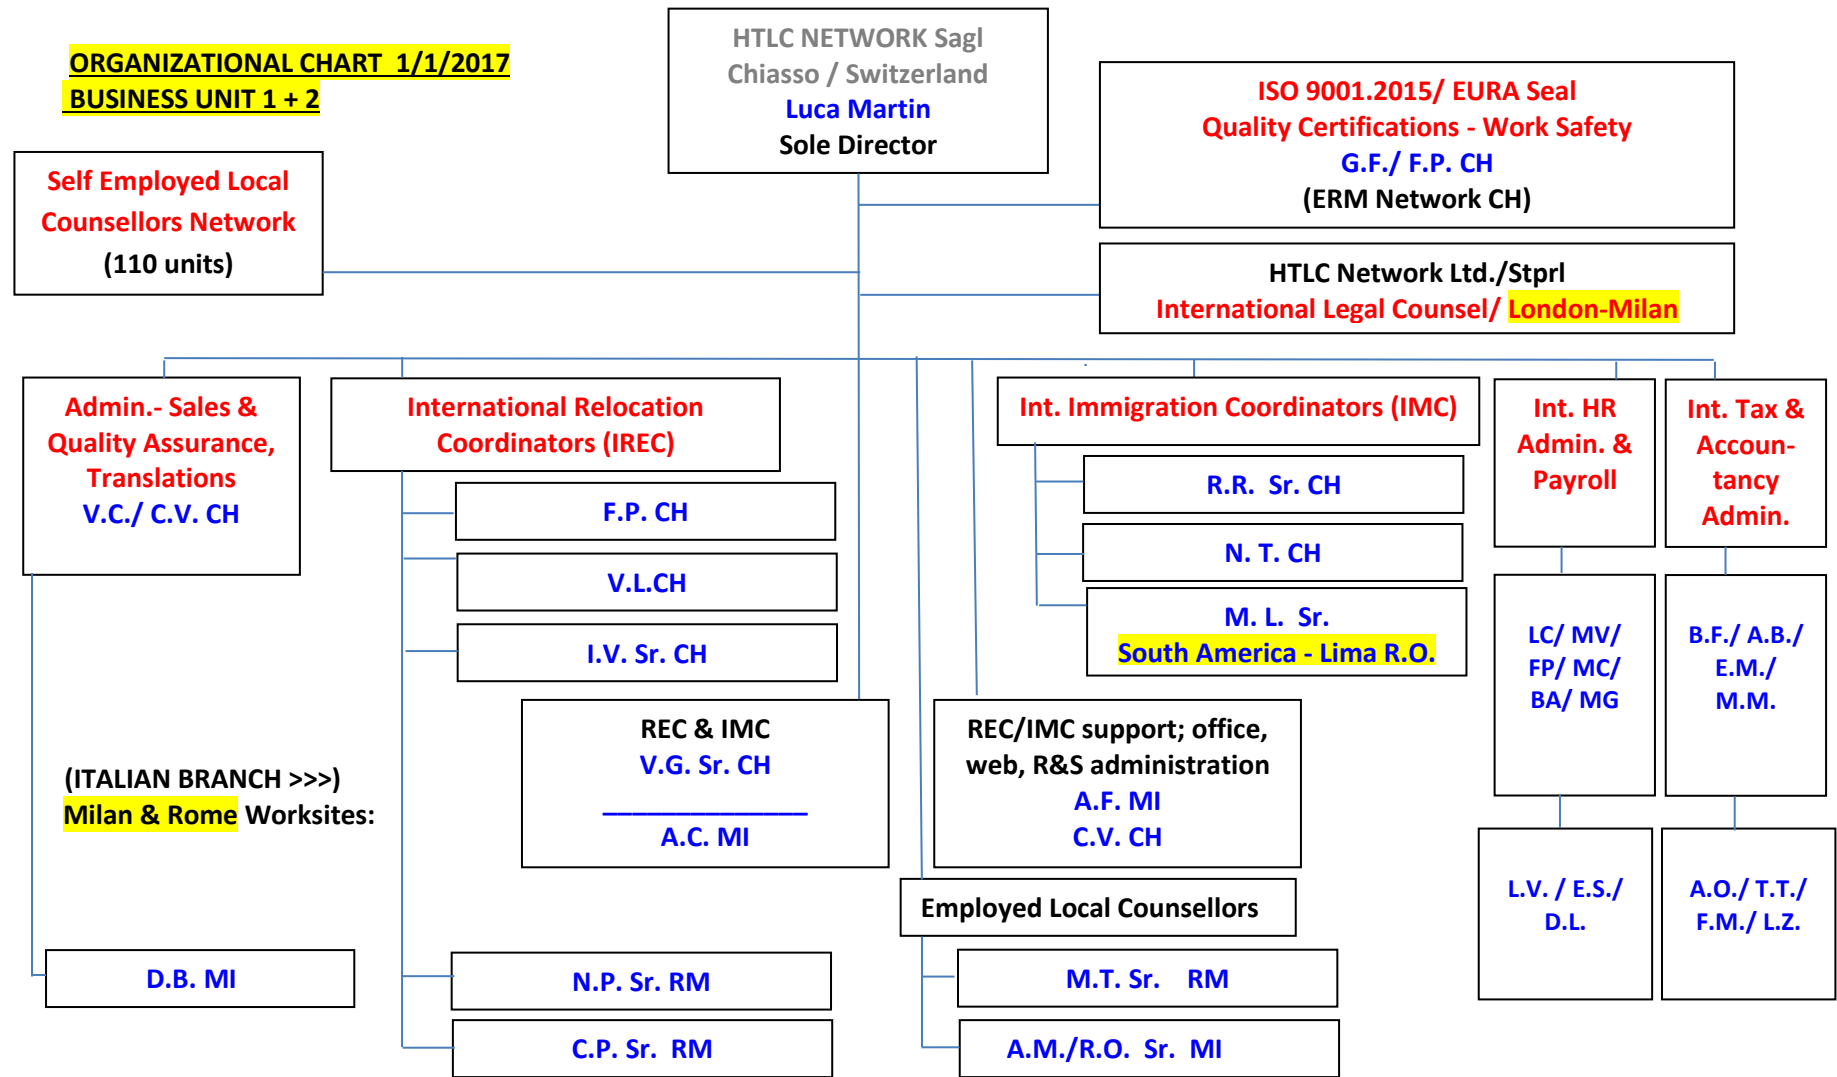 ORGANIZATIONAL CHART 1/1/2017
BUSINESS UNIT 1 + 2
HTLC NETWORK Sagl
Chiasso / Switzerland
Luca Martin
Sole Director
ISO 9001.2015/ EURA Seal
Quality Certifications - Work Safety
G.F./ F.P. CH
(ERM Network CH)
Self Employed Local
Counsellors Network
(110 units)
HTLC Network Ltd./Stprl
International Legal Counsel/ London-Milan
Admin.- Sales &
Quality Assurance,
Translations
V.C./ C.V. CH
International Relocation
Coordinators (IREC)
Int. Immigration Coordinators (IMC)
Int. HR
Admin. &
Payroll
Int. Tax &
Accoun-
tancy
Admin.
F.P. CH
V.L.CH
I.V. Sr. CH
R.R. Sr. CH
N. T. CH
M. L. Sr.
South America - Lima R.O.
LC/ MV/
FP/ MC/
BA/ MG
B.F./ A.B./
E.M./
M.M.
REC & IMC
V.G. Sr. CH
______________
A.C. MI
REC/IMC support; office,
web, R&S administration
A.F. MI
C.V. CH
(ITALIAN BRANCH >>>)
Milan & Rome Worksites:
L.V. / E.S./
D.L.
A.O./ T.T./
F.M./ L.Z.
Employed Local Counsellors
D.B. MI
N.P. Sr. RM
M.T. Sr. RM
C.P. Sr. RM
A.M./R.O. Sr. MI